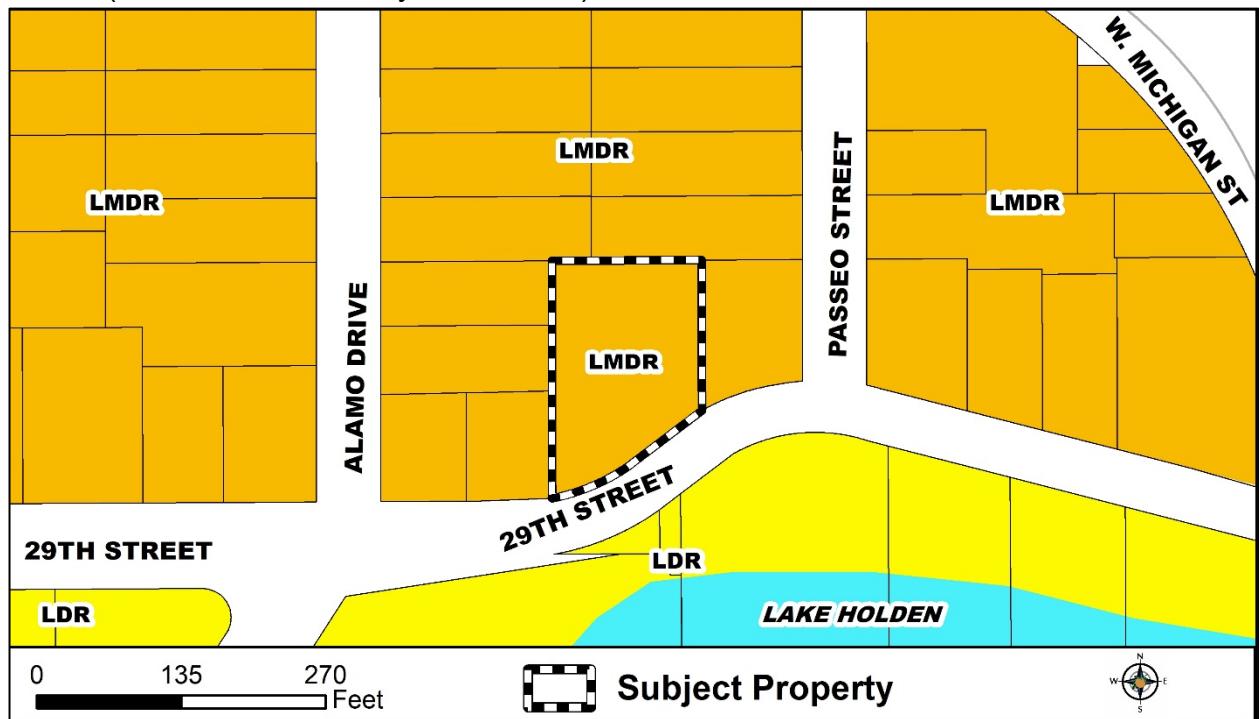 W. MICHIGAN ST
LMDR
LMDR
LMDR
PASSEO STREET
ALAMO DRIVE
LMDR
29TH STREET
29TH STREET
LDR
LDR
LAKE HOLDEN
0 135 270
Feet
Subject Property
N
W E
S